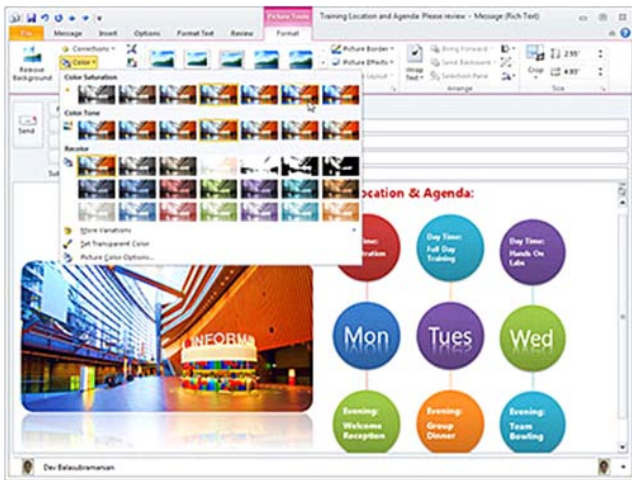 Picture Tools
Training Location and Agenda Please review - Message (Rich Text)
File Message Insert Options Format Text Review Format
Remove Background
Corrections
Color
Picture Border
Picture Effects
Layout
Wrap Text
Bring Forward
Send Backward
Selection Pane
Arrange
Crop
2.95"
4.93"
Size
Color Saturation
Color Tone
Recolor
More Variations
Set Transparent Color
Picture Color Options...
Send
ocation & Agenda:
Day Time:
Full Day
Training
Day Time:
Hands On
Labs
Mon Tues Wed
Evening:
Welcome
Reception
Evening:
Group
Dinner
Evening:
Team
Bowling
INFORM
Dev Balasubramanian